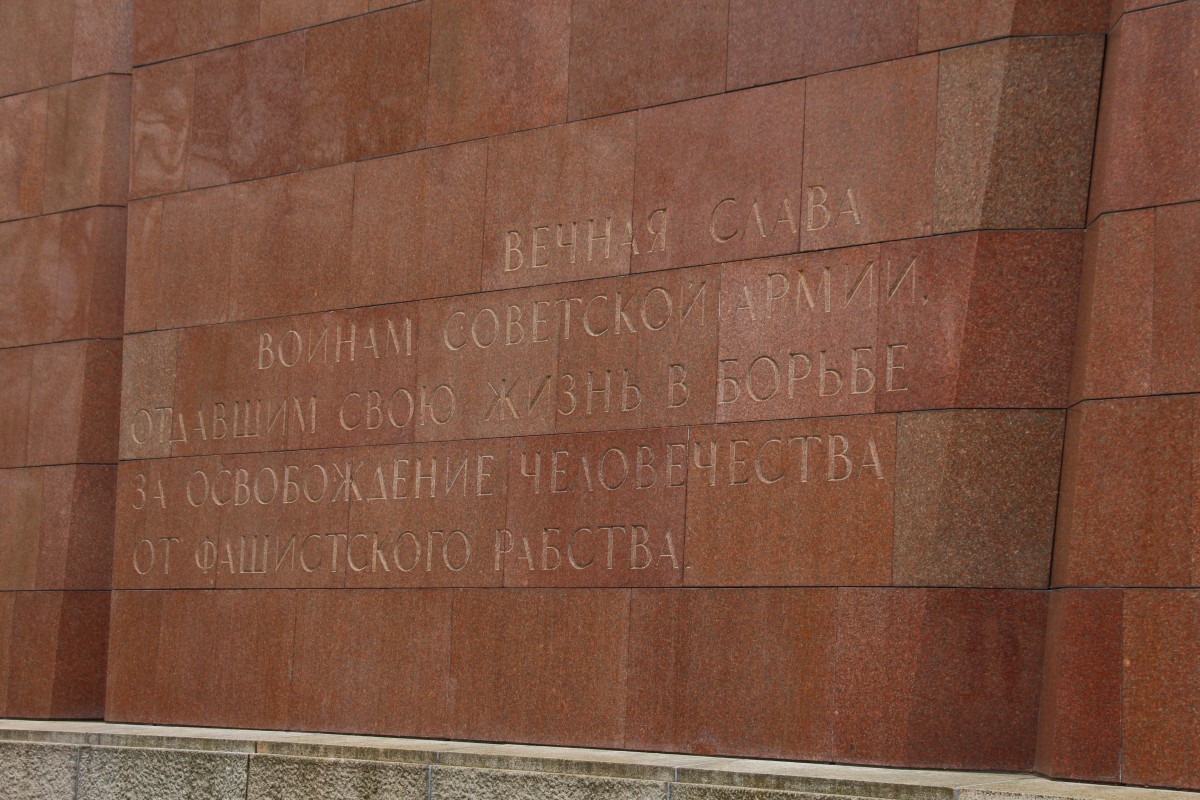 ВЕЧНАЯ СЛАВА
ВОИНАМ СОВЕТСКОЙ АРМИИ,
ОТДАВШИМ СВОЮ ЖИЗНЬ В БОРЬБЕ
ЗА ОСВОБОЖДЕНИЕ ЧЕЛОВЕЧЕСТВА
ОТ ФАШИСТСКОГО РАБСТВА.